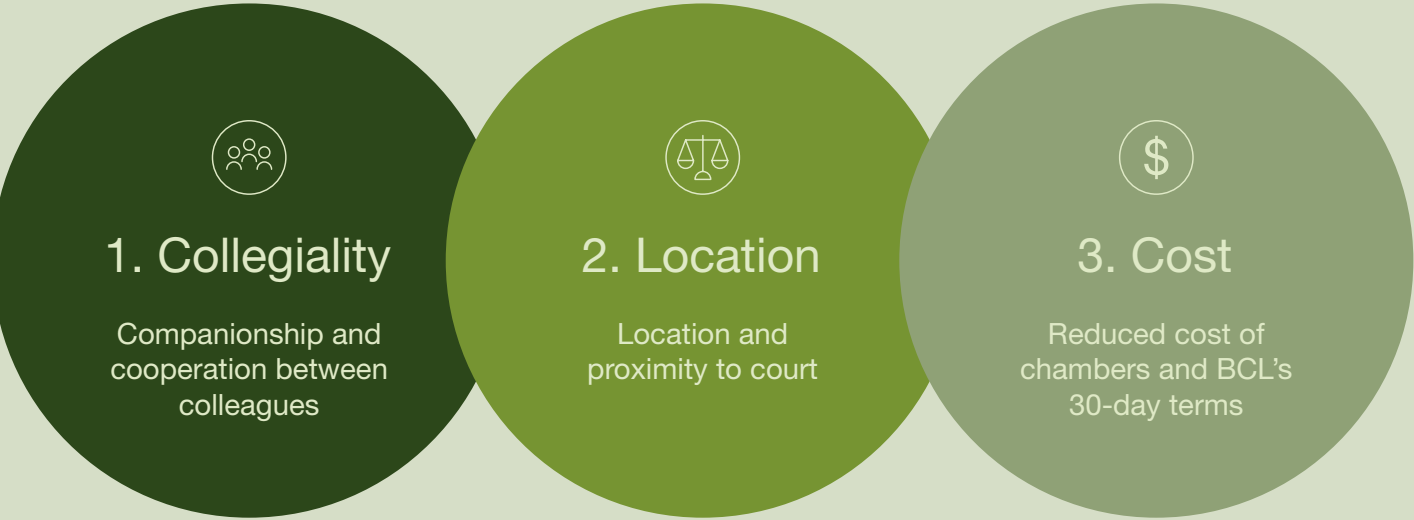 1. Collegiality
Companionship and
cooperation between
colleagues
2. Location
Location and
proximity to court
$
3. Cost
Reduced cost of
chambers and BCL’s
30-day terms